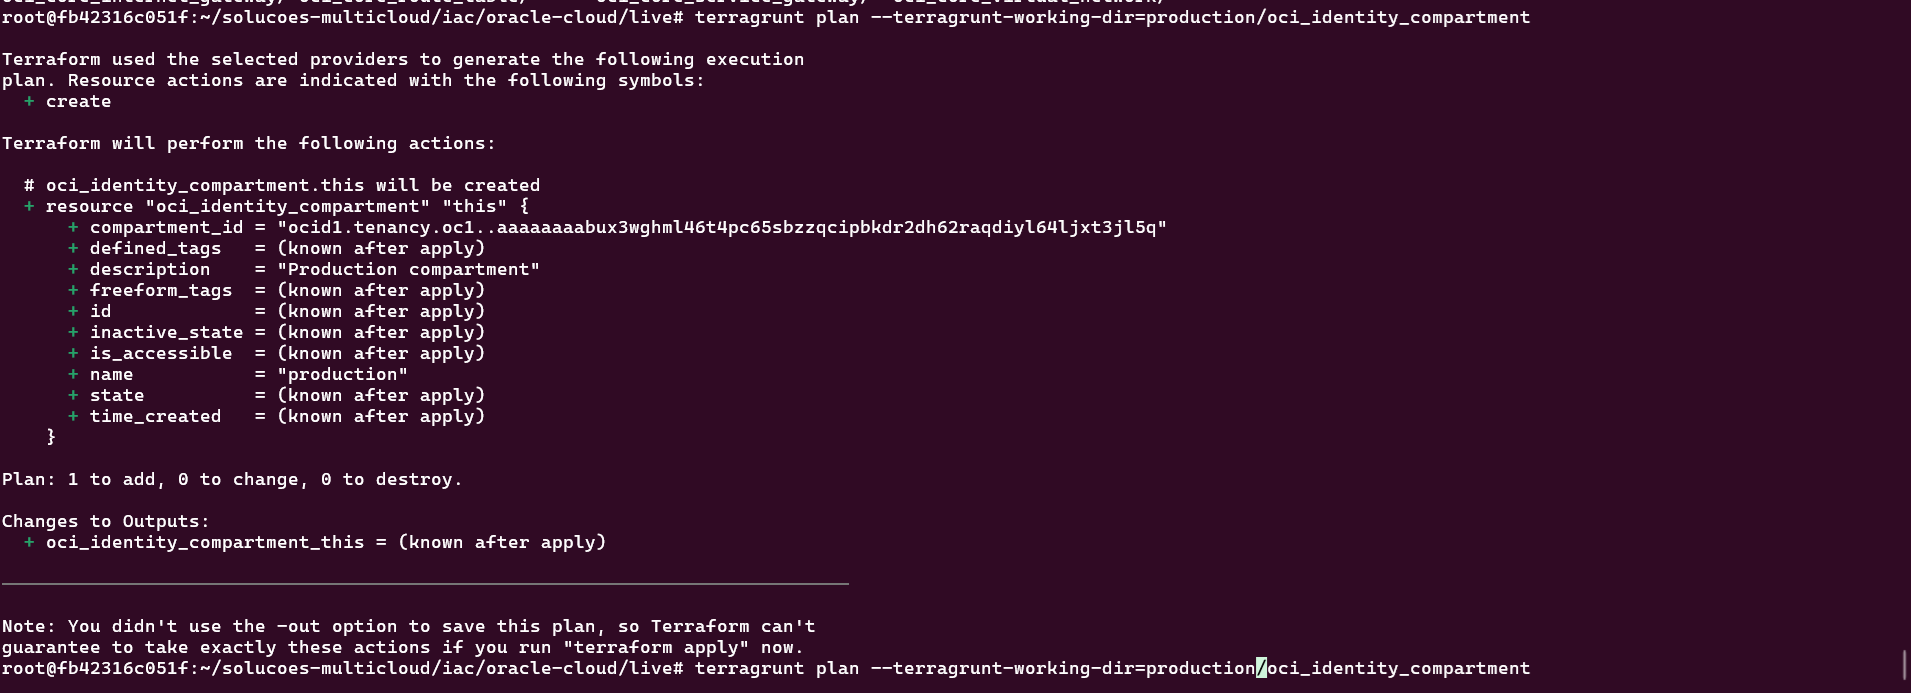 root@fb42316c051f:~/solucoes-multicloud/iac/oracle-cloud/live# terragrunt plan --terragrunt-working-dir=production/oci_identity_compartment
Terraform used the selected providers to generate the following execution
plan. Resource actions are indicated with the following symbols:
+ create
Terraform will perform the following actions:
# oci_identity_compartment.this will be created
+ resource "oci_identity_compartment" "this" {
+ compartment_id = "ocid1.tenancy.oc1..aaaaaaaabux3wghml46t4pc65sbzzqcipbkdr2dh62raqdiyl64ljxt3jl5q"
+ defined_tags   = (known after apply)
+ description    = "Production compartment"
+ freeform_tags  = (known after apply)
+ id             = (known after apply)
+ inactive_state = (known after apply)
+ is_accessible  = (known after apply)
+ name           = "production"
+ state          = (known after apply)
+ time_created   = (known after apply)
}
Plan: 1 to add, 0 to change, 0 to destroy.
Changes to Outputs:
+ oci_identity_compartment_this = (known after apply)
Note: You didn't use the -out option to save this plan, so Terraform can't
guarantee to take exactly these actions if you run "terraform apply" now.
root@fb42316c051f:~/solucoes-multicloud/iac/oracle-cloud/live# terragrunt plan --terragrunt-working-dir=production/oci_identity_compartment